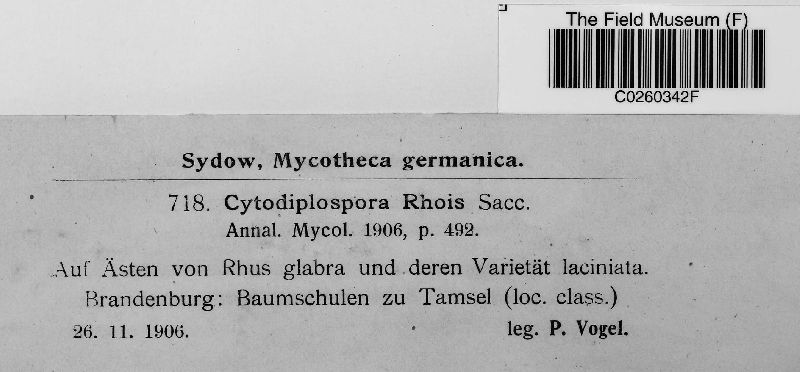 The Field Museum (F)
C0260342F
Sydow, Mycotheca germanica.
718. Cytodiplospora Rhois Sacc.
Annal. Mycol. 1906, p. 492.
Auf Ästen von Rhus glabra und deren Varietät laciniata.
Brandenburg: Baumschulen zu Tamsel (loc. class.)
26. 11. 1906. leg. P. Vogel.